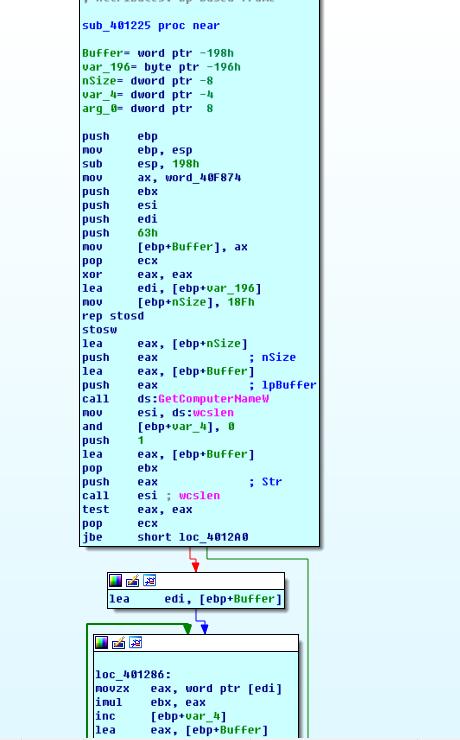 ; Attributes: bp-based frame
sub_401225 proc near
Buffer= word ptr -198h
var_196= byte ptr -196h
nSize= dword ptr -8
var_4= dword ptr -4
arg_0= dword ptr  8
push    ebp
mov     ebp, esp
sub     esp, 198h
mov     ax, word_40F874
push    ebx
push    esi
push    edi
push    63h
mov     [ebp+Buffer], ax
pop     ecx
xor     eax, eax
lea     edi, [ebp+var_196]
mov     [ebp+nSize], 18Fh
rep stosd
stosw
lea     eax, [ebp+nSize]
push    eax             ; nSize
lea     eax, [ebp+Buffer]
push    eax             ; lpBuffer
call    ds:GetComputerNameW
mov     esi, ds:wcslen
and     [ebp+var_4], 0
push    1
lea     eax, [ebp+Buffer]
pop     ebx
push    eax             ; Str
call    esi ; wcslen
test    eax, eax
pop     ecx
jbe     short loc_4012A0
lea     edi, [ebp+Buffer]
loc_401286:
movzx   eax, word ptr [edi]
imul    ebx, eax
inc     [ebp+var_4]
lea     eax, [ebp+Buffer]